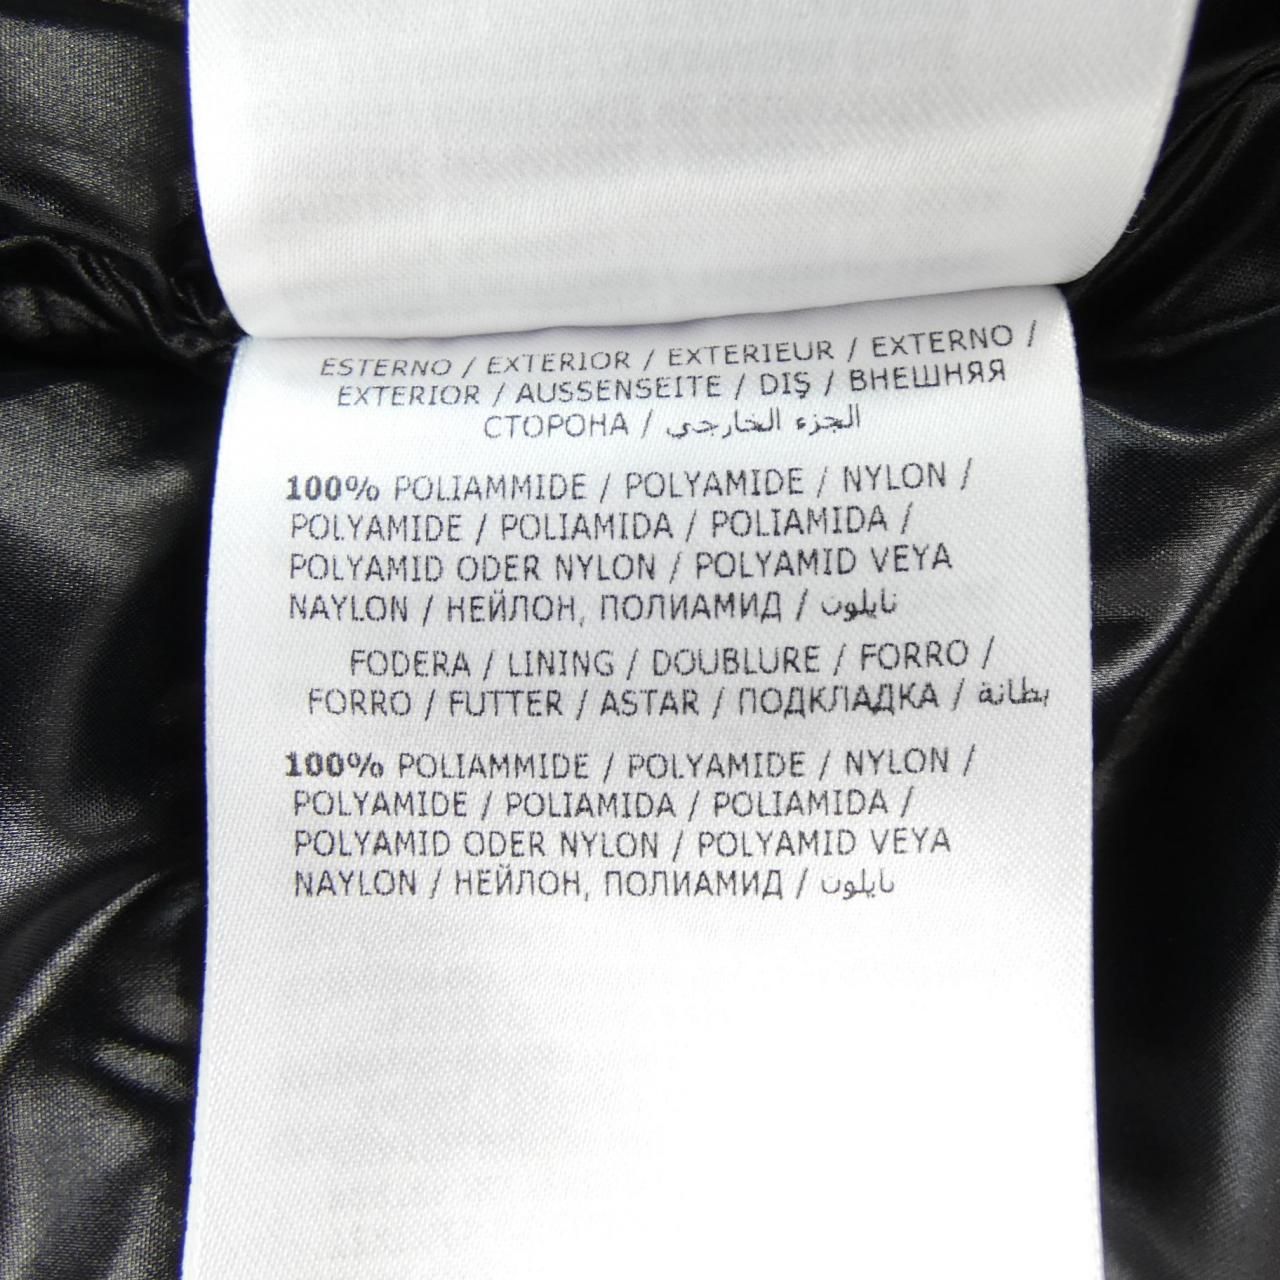 ESTERNO / EXTERIOR / EXTERIEUR / EXTERNO /
EXTERIOR / AUSSENSEITE / DIŞ / ВНЕШНЯЯ
СТОРОНА / الجزء الخارجي
100% POLIAMMIDE / POLYAMIDE / NYLON /
POLYAMIDE / POLIAMIDA / POLIAMIDA /
POLYAMID ODER NYLON / POLYAMID VEYA
NAYLON / НЕЙЛОН, ПОЛИАМИД / نايلون
FODERA / LINING / DOUBLURE / FORRO /
FORRO / FUTTER / ASTAR / ПОДКЛАДКА / بطانة
100% POLIAMMIDE / POLYAMIDE / NYLON /
POLYAMIDE / POLIAMIDA / POLIAMIDA /
POLYAMID ODER NYLON / POLYAMID VEYA
NAYLON / НЕЙЛОН, ПОЛИАМИД / نايلون